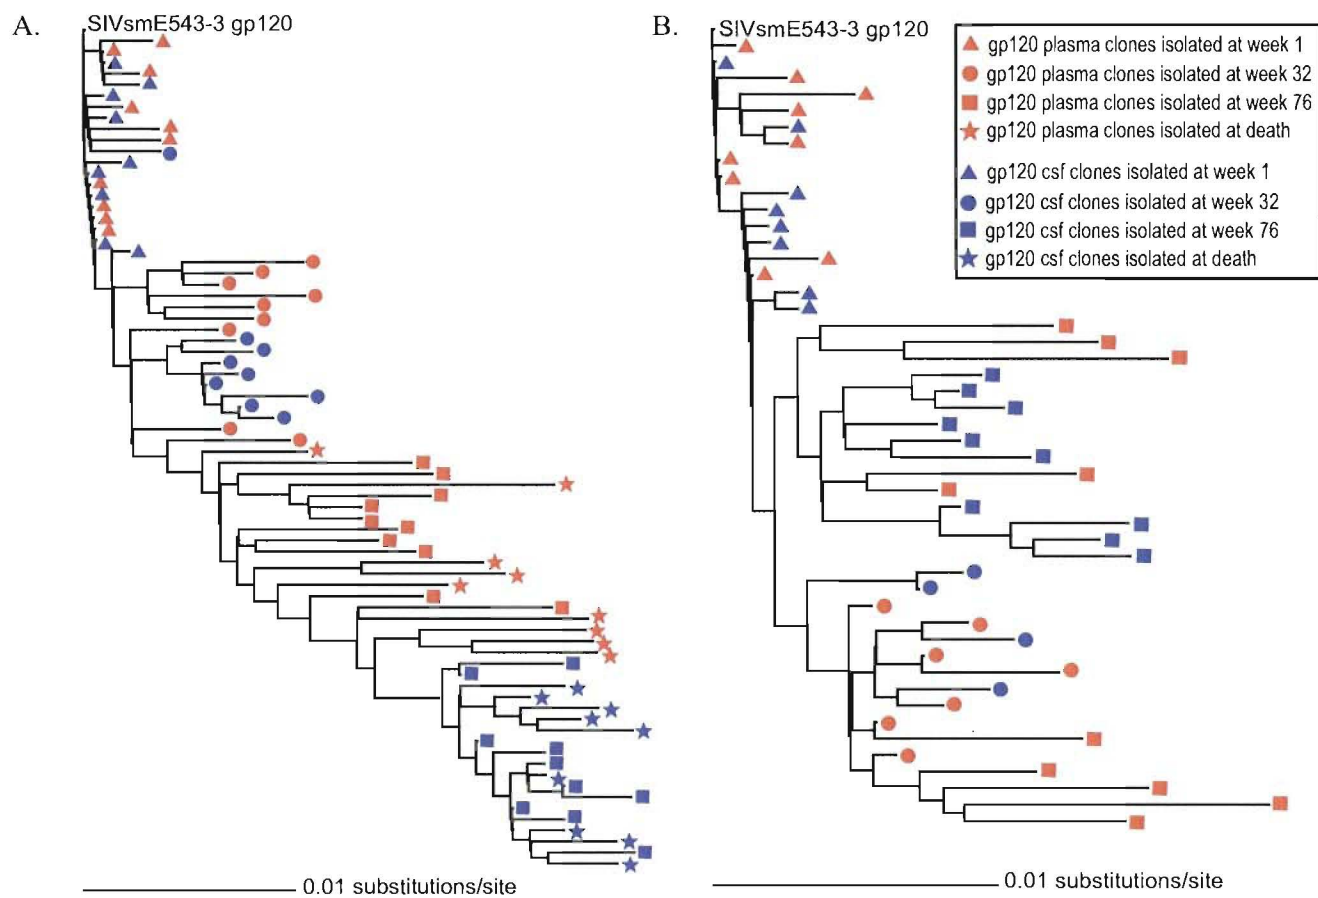 A.
SIVsmE543-3 gp120
0.01 substitutions/site
B.
SIVsmE543-3 gp120
gp120 plasma clones isolated at week 1
gp120 plasma clones isolated at week 32
gp120 plasma clones isolated at week 76
gp120 plasma clones isolated at death
gp120 csf clones isolated at week 1
gp120 csf clones isolated at week 32
gp120 csf clones isolated at week 76
gp120 csf clones isolated at death
0.01 substitutions/site